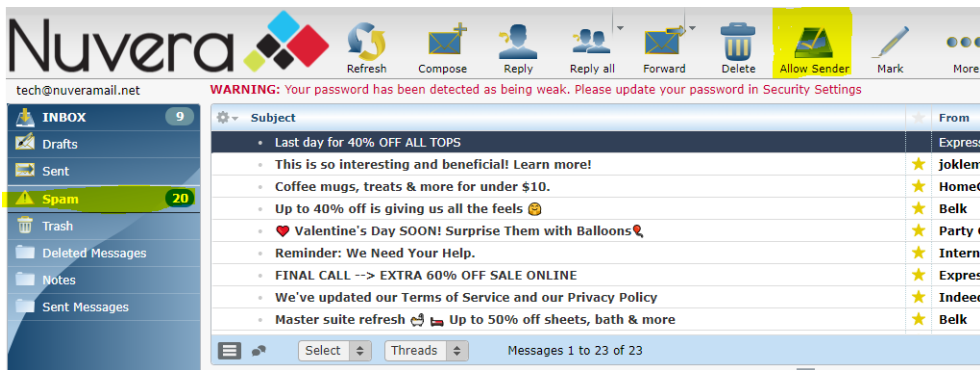 Nuvera
Refresh Compose Reply Reply all Forward Delete Allow Sender Mark More
tech@nuveramail.net WARNING: Your password has been detected as being weak. Please update your password in Security Settings
INBOX 9 Subject From
Drafts Last day for 40% OFF ALL TOPS Express
This is so interesting and beneficial! Learn more! joklem
Sent Coffee mugs, treats & more for under $10.
Spam 20 Up to 40% off is giving us all the feels 🤗 Belk
Trash ❤️ Valentine's Day SOON! Surprise Them with Balloons🎈 Party
Deleted Messages Reminder: We Need Your Help. Intern
Notes FINAL CALL --> EXTRA 60% OFF SALE ONLINE Expres
Sent Messages We've updated our Terms of Service and our Privacy Policy Indeed
Master suite refresh 🛁 🛏 Up to 50% off sheets, bath & more Belk
Select Threads Messages 1 to 23 of 23